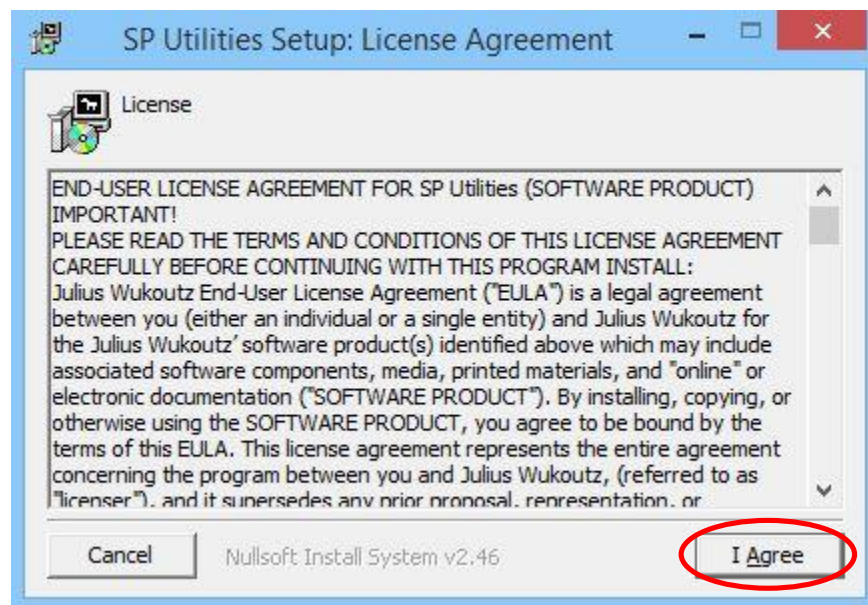 SP Utilities Setup: License Agreement
License
END-USER LICENSE AGREEMENT FOR SP Utilities (SOFTWARE PRODUCT)
IMPORTANT!
PLEASE READ THE TERMS AND CONDITIONS OF THIS LICENSE AGREEMENT
CAREFULLY BEFORE CONTINUING WITH THIS PROGRAM INSTALL:
Julius Wukoutz End-User License Agreement ("EULA") is a legal agreement
between you (either an individual or a single entity) and Julius Wukoutz for
the Julius Wukoutz’ software product(s) identified above which may include
associated software components, media, printed materials, and "online" or
electronic documentation ("SOFTWARE PRODUCT"). By installing, copying, or
otherwise using the SOFTWARE PRODUCT, you agree to be bound by the
terms of this EULA. This license agreement represents the entire agreement
concerning the program between you and Julius Wukoutz, (referred to as
"licenser"), and it supersedes any prior proposal, representation, or
Cancel
Nullsoft Install System v2.46
I Agree